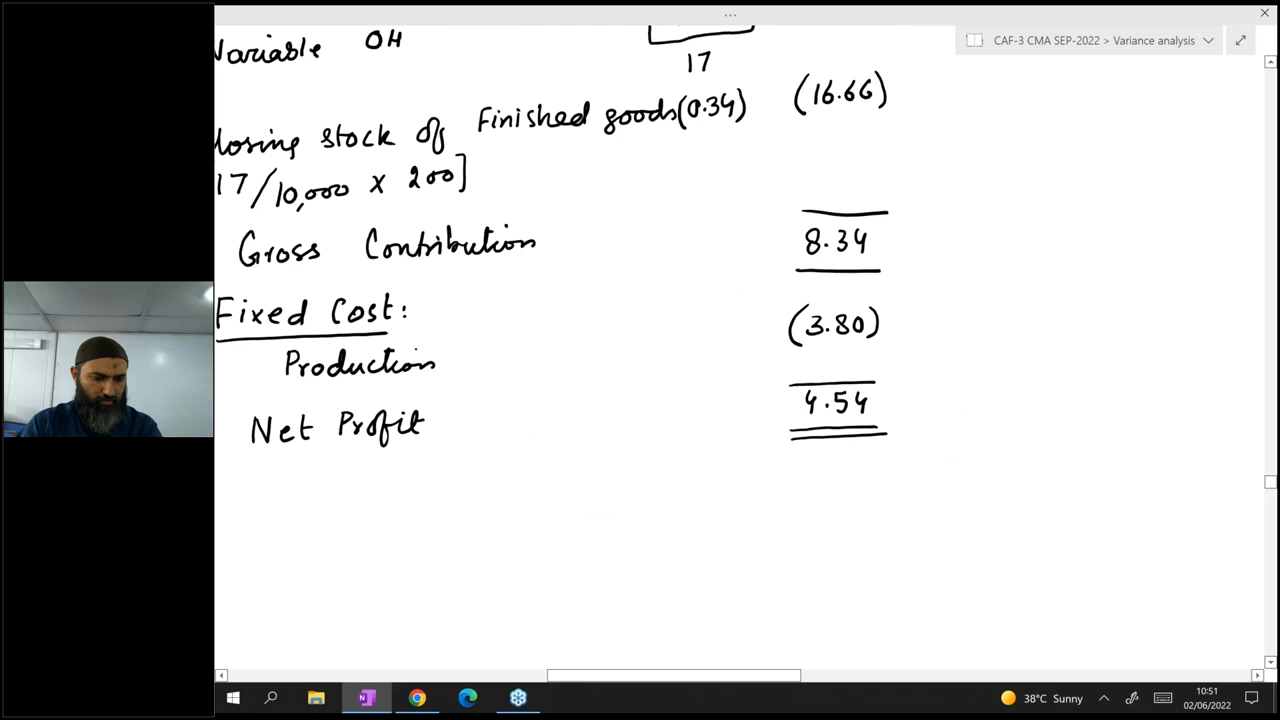 CAF-3 CMA SEP-2022 > Variance analysis
Variable OH
17
losing stock of Finished goods (0.34) (16.66)
17/10,000 x 200]
Gross Contribution 8.34
Fixed Cost: (3.80)
Production
Net Profit 4.54
38°C Sunny
10:51
02/06/2022